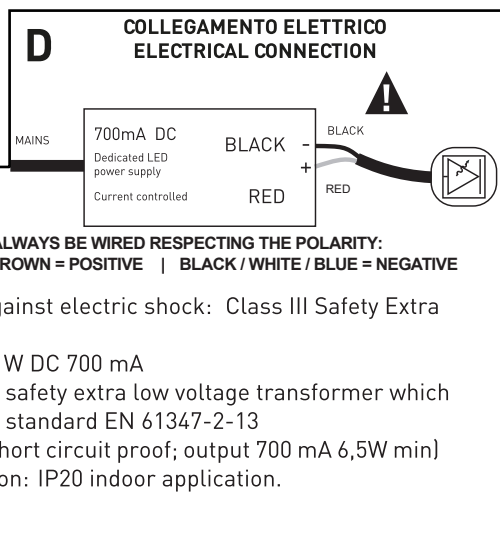 D
COLLEGAMENTO ELETTRICO
ELECTRICAL CONNECTION
MAINS
700mA DC
Dedicated LED
power supply
Current controlled
BLACK -
+
RED
BLACK
RED
ALWAYS BE WIRED RESPECTING THE POLARITY:
ROWN = POSITIVE | BLACK / WHITE / BLUE = NEGATIVE
gainst electric shock: Class III Safety Extra
W DC 700 mA
safety extra low voltage transformer which
standard EN 61347-2-13
hort circuit proof; output 700 mA 6,5W min)
on: IP20 indoor application.